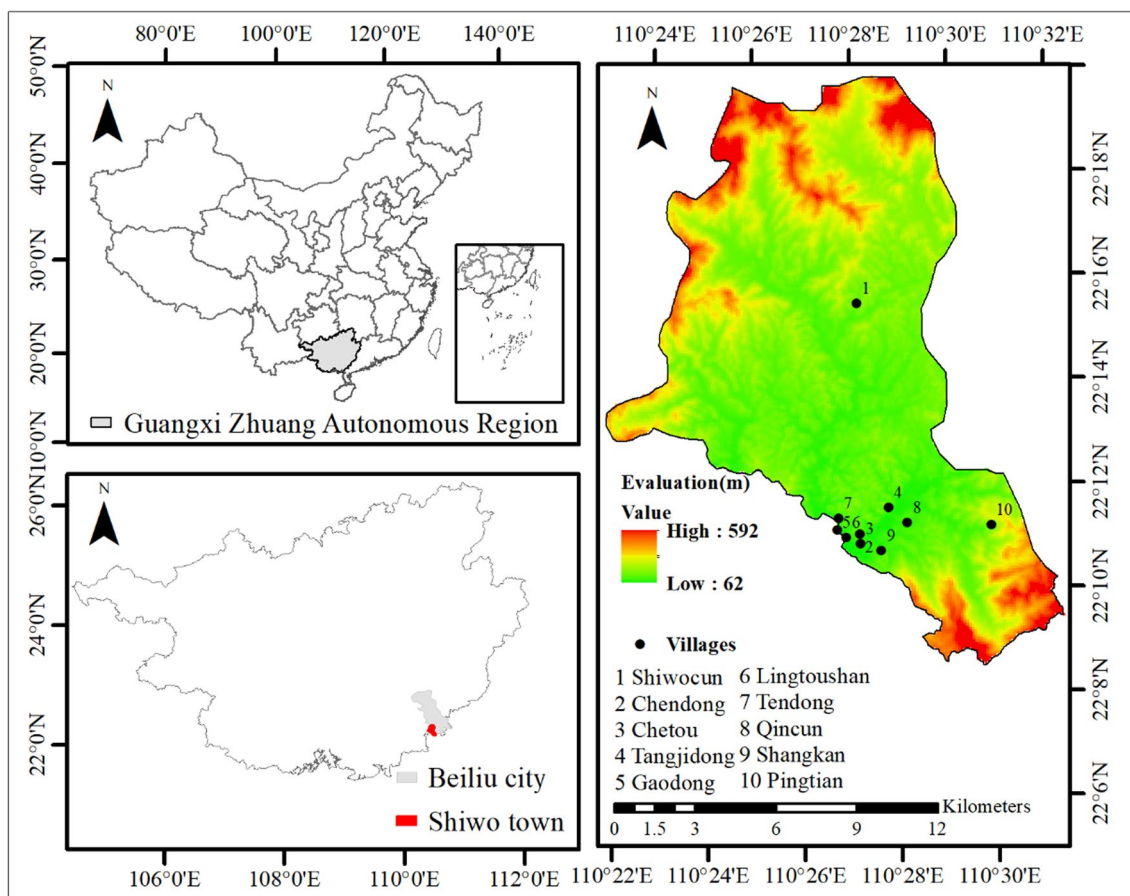 80°0'E 100°0'E 120°0'E 140°0'E
50°0'N
40°0'N
30°0'N
20°0'N
10°0'N
N
Guangxi Zhuang Autonomous Region
26°0'N
24°0'N
22°0'N
N
Beiliu city
Shiwo town
106°0'E 108°0'E 110°0'E 112°0'E
110°24'E 110°26'E 110°28'E 110°30'E 110°32'E
N
22°18'N
22°16'N
22°14'N
22°12'N
22°10'N
22°8'N
22°6'N
1
4
7
8
10
5 6 3
9
2
Evaluation(m)
Value
High : 592
Low : 62
Villages
1 Shiwocun 6 Lingtoushan
2 Chendong 7 Tendong
3 Chetou 8 Qincun
4 Tangjidong 9 Shangkan
5 Gaodong 10 Pingtian
Kilometers
0 1.5 3 6 9 12
110°22'E 110°24'E 110°26'E 110°28'E 110°30'E